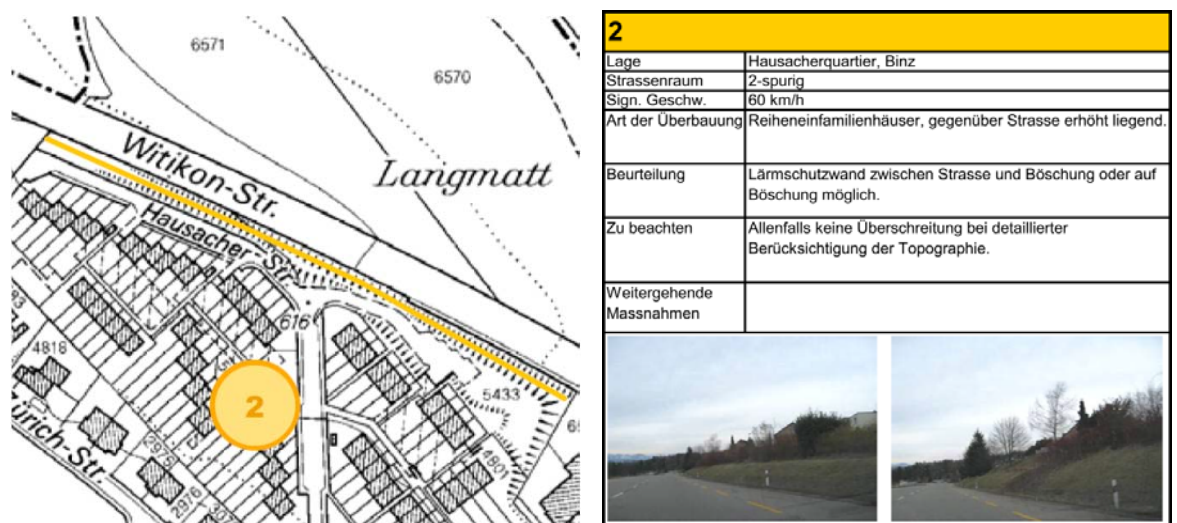 6571
6570
Witikon-Str.
Langmatt
Hausacher-Str.
616
4818
2
5433
4801
2975
2976
2
Lage Hausacherquartier, Binz
Strassenraum 2-spurig
Sign. Geschw. 60 km/h
Art der Überbauung Reiheneinfamilienhäuser, gegenüber Strasse erhöht liegend.
Beurteilung Lärmschutzwand zwischen Strasse und Böschung oder auf
Böschung möglich.
Zu beachten Allenfalls keine Überschreitung bei detaillierter
Berücksichtigung der Topographie.
Weitergehende
Massnahmen